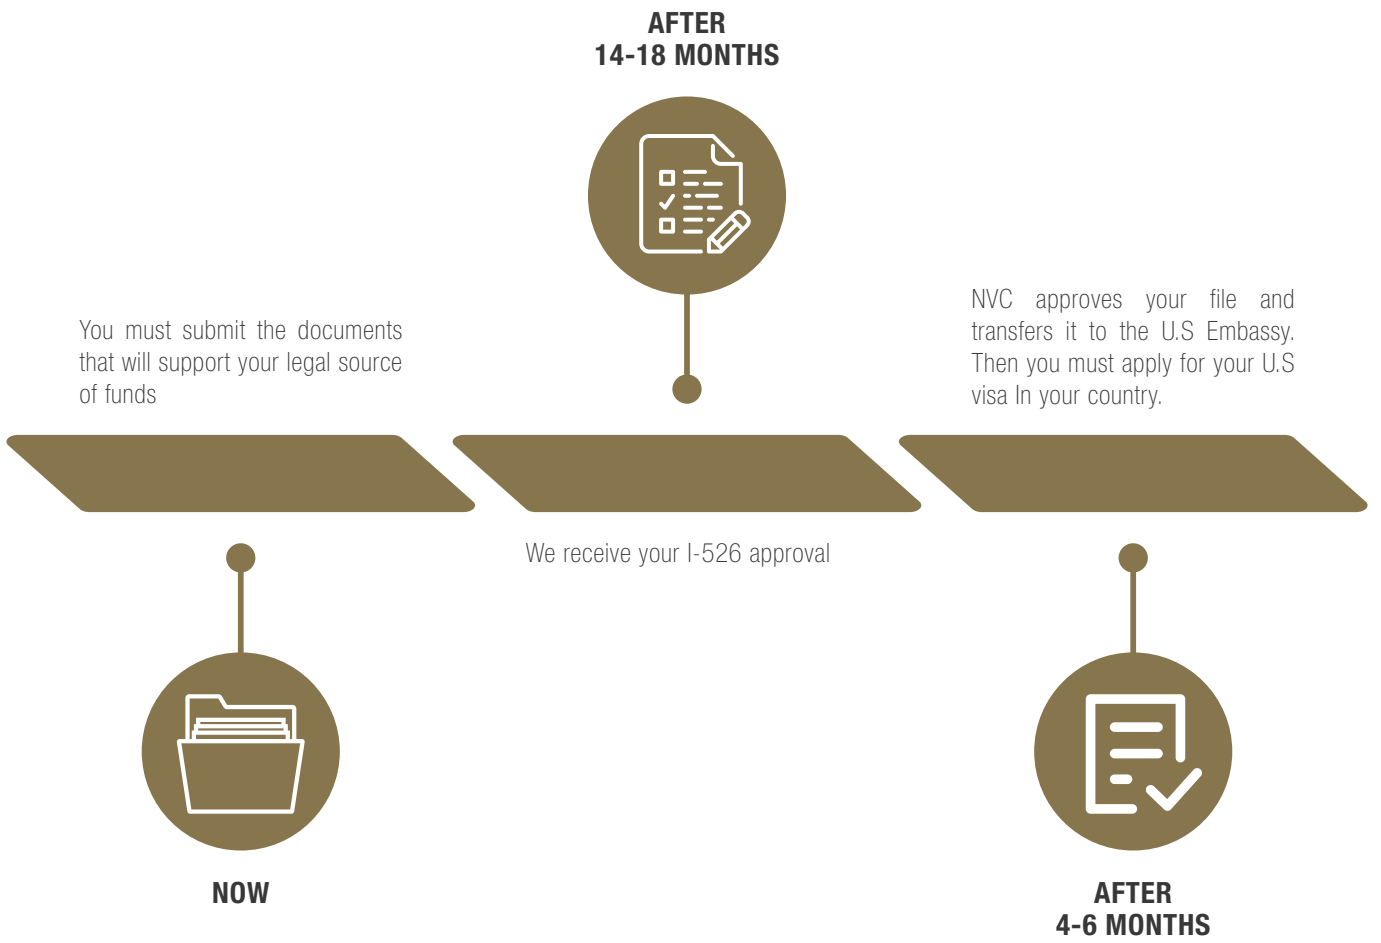 AFTER
14-18 MONTHS
You must submit the documents
that will support your legal source
of funds
NVC approves your file and
transfers it to the U.S Embassy.
Then you must apply for your U.S
visa In your country.
We receive your I-526 approval
NOW
AFTER
4-6 MONTHS